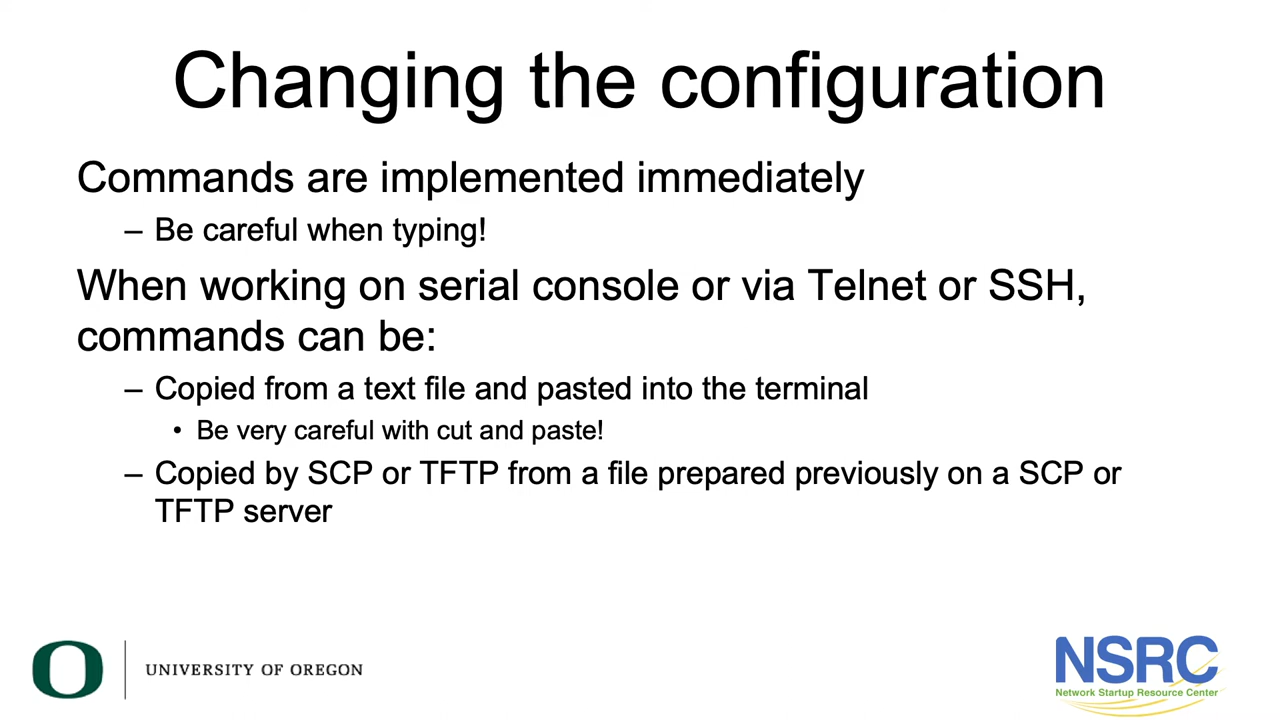 Changing the configuration
Commands are implemented immediately
– Be careful when typing!
When working on serial console or via Telnet or SSH,
commands can be:
– Copied from a text file and pasted into the terminal
• Be very careful with cut and paste!
– Copied by SCP or TFTP from a file prepared previously on a SCP or
TFTP server
O
UNIVERSITY OF OREGON
NSRC
Network Startup Resource Center